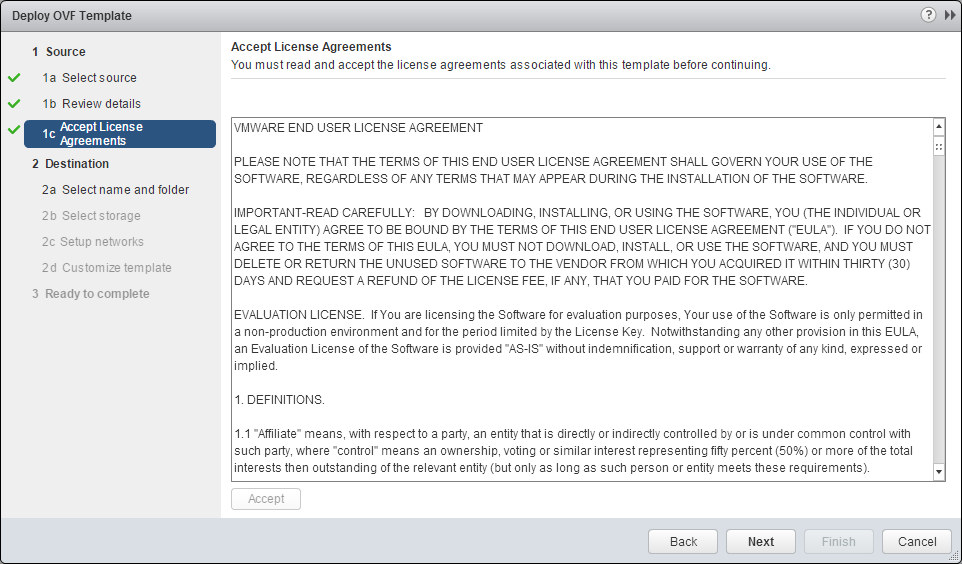 Deploy OVF Template
?
1 Source
1a Select source
1b Review details
1c Accept License
Agreements
2 Destination
2a Select name and folder
2b Select storage
2c Setup networks
2d Customize template
3 Ready to complete
Accept License Agreements
You must read and accept the license agreements associated with this template before continuing.
VMWARE END USER LICENSE AGREEMENT
PLEASE NOTE THAT THE TERMS OF THIS END USER LICENSE AGREEMENT SHALL GOVERN YOUR USE OF THE
SOFTWARE, REGARDLESS OF ANY TERMS THAT MAY APPEAR DURING THE INSTALLATION OF THE SOFTWARE.
IMPORTANT-READ CAREFULLY:   BY DOWNLOADING, INSTALLING, OR USING THE SOFTWARE, YOU (THE INDIVIDUAL OR
LEGAL ENTITY) AGREE TO BE BOUND BY THE TERMS OF THIS END USER LICENSE AGREEMENT ("EULA").  IF YOU DO NOT
AGREE TO THE TERMS OF THIS EULA, YOU MUST NOT DOWNLOAD, INSTALL, OR USE THE SOFTWARE, AND YOU MUST
DELETE OR RETURN THE UNUSED SOFTWARE TO THE VENDOR FROM WHICH YOU ACQUIRED IT WITHIN THIRTY (30)
DAYS AND REQUEST A REFUND OF THE LICENSE FEE, IF ANY, THAT YOU PAID FOR THE SOFTWARE.
EVALUATION LICENSE.  If You are licensing the Software for evaluation purposes, Your use of the Software is only permitted in
a non-production environment and for the period limited by the License Key.  Notwithstanding any other provision in this EULA,
an Evaluation License of the Software is provided "AS-IS" without indemnification, support or warranty of any kind, expressed or
implied.
1. DEFINITIONS.
1.1 "Affiliate" means, with respect to a party, an entity that is directly or indirectly controlled by or is under common control with
such party, where "control" means an ownership, voting or similar interest representing fifty percent (50%) or more of the total
interests then outstanding of the relevant entity (but only as long as such person or entity meets these requirements).
Accept
Back
Next
Finish
Cancel